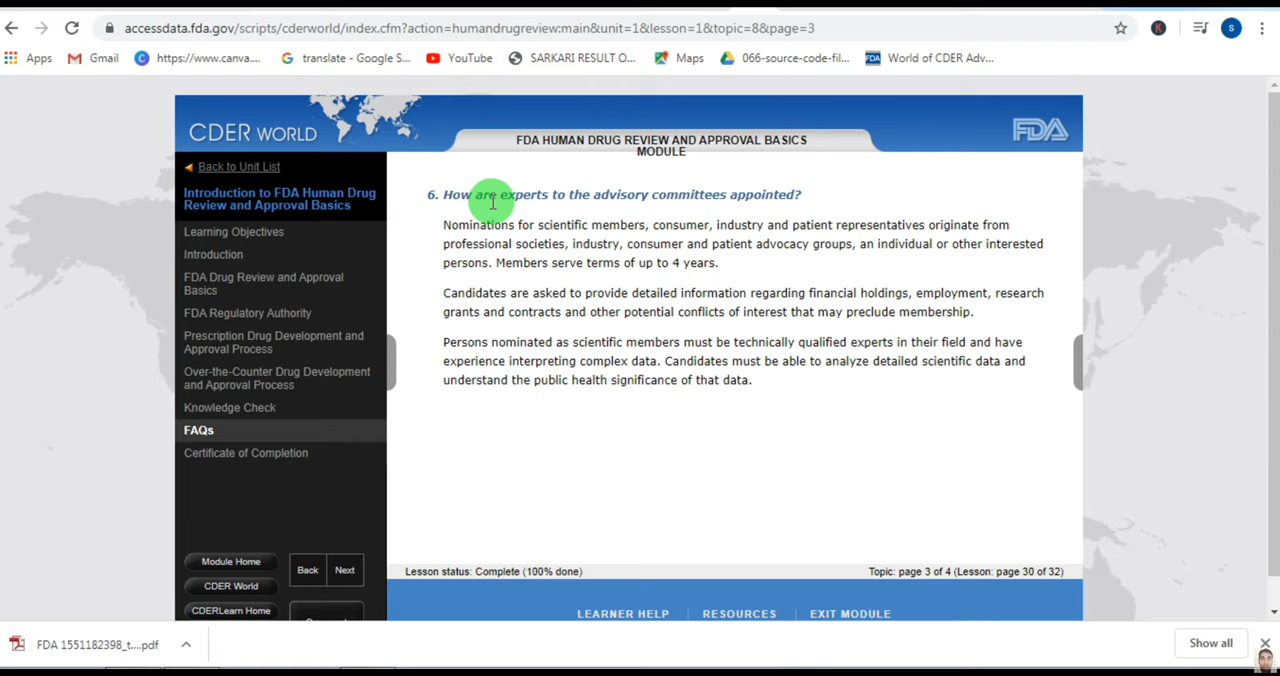 accessdata.fda.gov/scripts/cderworld/index.cfm?action=humandrugreview:main&unit=1&lesson=1&topic=8&page=3
K
S
Apps
Gmail
https://www.canva....
translate - Google S...
YouTube
SARKARI RESULT O...
Maps
066-source-code-fil...
World of CDER Adv...
CDER WORLD
FDA HUMAN DRUG REVIEW AND APPROVAL BASICS
MODULE
FDA
Back to Unit List
Introduction to FDA Human Drug
Review and Approval Basics
Learning Objectives
Introduction
FDA Drug Review and Approval
Basics
FDA Regulatory Authority
Prescription Drug Development and
Approval Process
Over-the-Counter Drug Development
and Approval Process
Knowledge Check
FAQs
Certificate of Completion
Module Home
CDER World
CDERLearn Home
Back
Next
6. How are experts to the advisory committees appointed?
Nominations for scientific members, consumer, industry and patient representatives originate from
professional societies, industry, consumer and patient advocacy groups, an individual or other interested
persons. Members serve terms of up to 4 years.
Candidates are asked to provide detailed information regarding financial holdings, employment, research
grants and contracts and other potential conflicts of interest that may preclude membership.
Persons nominated as scientific members must be technically qualified experts in their field and have
experience interpreting complex data. Candidates must be able to analyze detailed scientific data and
understand the public health significance of that data.
Lesson status: Complete (100% done)
Topic: page 3 of 4 (Lesson: page 30 of 32)
LEARNER HELP
RESOURCES
EXIT MODULE
FDA 1551182398_t....pdf
Show all